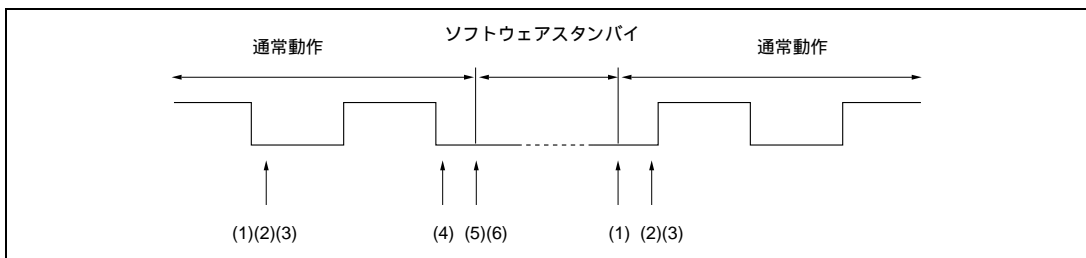 ソフトウェアスタンバイ
通常動作
通常動作
(1)(2)(3)
(4)
(5)(6)
(1)
(2)(3)